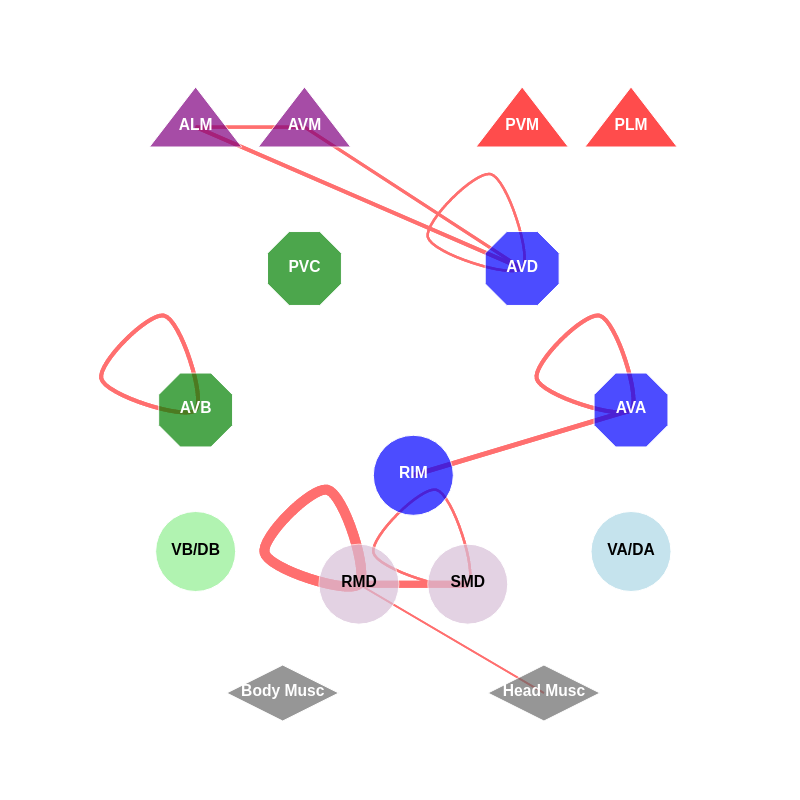 ALM
AVM
PVM
PLM
PVC
AVD
AVB
AVA
RIM
VB/DB
VA/DA
RMD
SMD
Body Musc
Head Musc